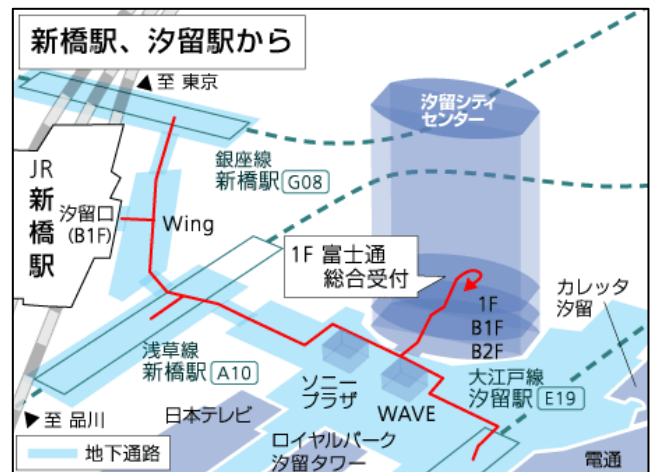 新橋駅、汐留駅から
▲至 東京
汐留シティ
センター
銀座線
新橋駅 G08
JR
新橋駅
汐留口
(B1F)
Wing
1F 富士通
総合受付
カレッタ
汐留
1F
B1F
B2F
浅草線
新橋駅 A10
大江戸線
汐留駅 E19
ソニー
プラザ
WAVE
▼至 品川
日本テレビ
ロイヤルパーク
汐留タワー
電通
地下通路